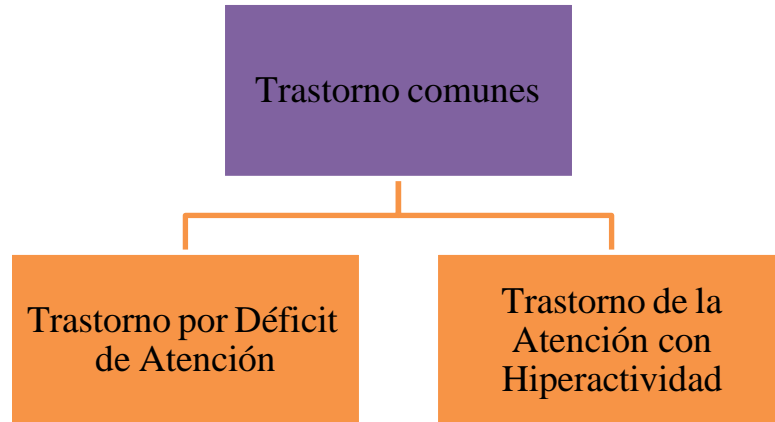 Trastorno comunes
Trastorno por Déficit
de Atención
Trastorno de la
Atención con
Hiperactividad